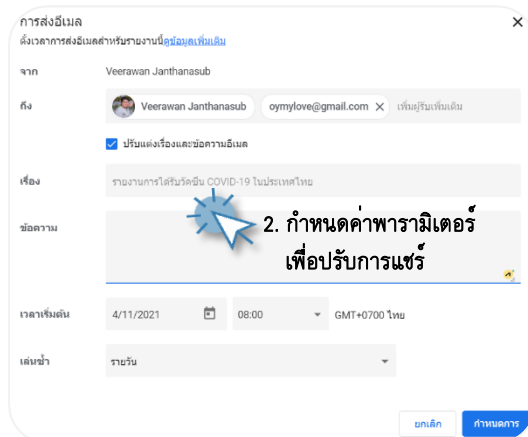 การส่งอีเมล
ตั้งเวลาการส่งอีเมลสำหรับรายงานนี้ดูข้อมูลเพิ่มเติม
จาก Veerawan Janthanasub
ถึง Veerawan Janthanasub oymylove@gmail.com เพิ่มผู้รับเพิ่มเติม
ปรับแต่งเรื่องและข้อความอีเมล
เรื่อง รายงานการได้รับวัคซีน COVID-19 ในประเทศไทย
ข้อความ
2. กำหนดค่าพารามิเตอร์
เพื่อปรับการแชร์
เวลาเริ่มต้น 4/11/2021 08:00 GMT+0700 ไทย
เล่นซ้ำ รายวัน
ยกเลิก กำหนดการ